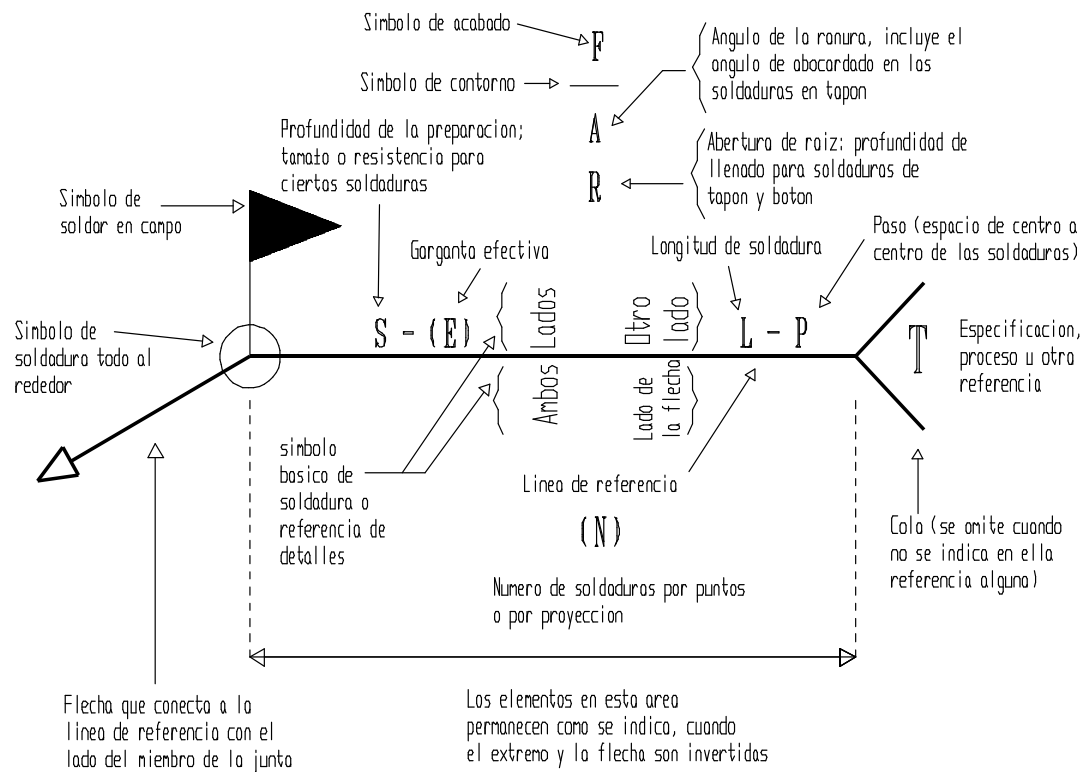 Simbolo de acabado
F
Simbolo de contorno
Angulo de la ranura, incluye el
angulo de abocardado en las
soldaduras en tapon
A
Profundidad de la preparacion;
tamaŧo o resistencia para
ciertas soldaduras
R
Abertura de raiz: profundidad de
llenado para soldaduras de
tapon y boton
Simbolo de
soldar en campo
Garganta efectiva
Longitud de soldadura
Paso (espacio de centro a
centro de las soldaduras)
Simbolo de
soldadura todo al
rededor
S - (E)
Lados
Ambos
Otro
lado
Lado de
la flecha
L - P
T
Especificacion,
proceso u otra
referencia
simbolo
basico de
soldadura o
referencia de
detalles
Linea de referencia
(N)
Numero de soldaduras por puntos
o por proyeccion
Cola (se omite cuando
no se indica en ella
referencia alguna)
Flecha que conecta a la
linea de referencia con el
lado del miembro de la junta
Los elementos en esta area
permanecen como se indica, cuando
el extremo y la flecha son invertidas